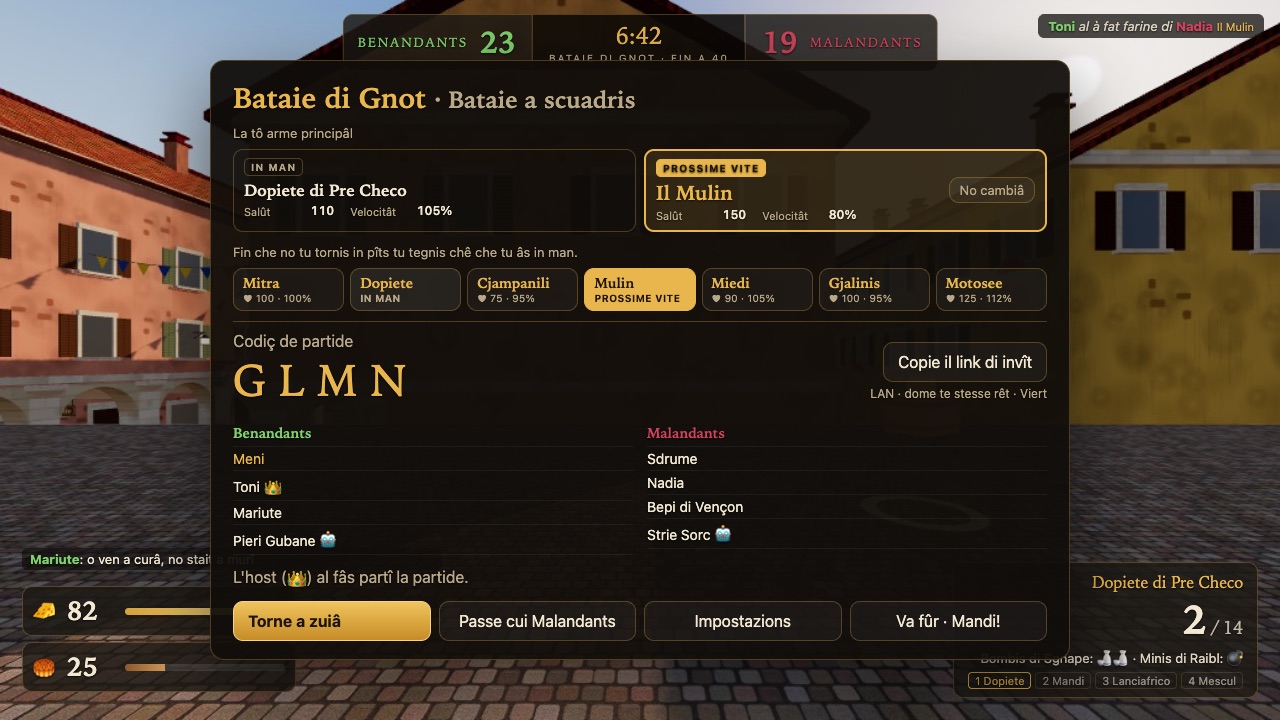 BENANDANTS 23
6:42
19 MALANDANTS
BATAIE DI GNOT · FIN A 40
Toni al à fat farine di Nadia Il Mulin
Bataie di Gnot · Bataie a scuadris
La tô arme principâl
IN MAN
Dopiete di Pre Checo
Salût 110 Velocitât 105%
PROSSIME VITE
Il Mulin
Salût 150 Velocitât 80%
No cambiâ
Fin che no tu tornis in pîts tu tegnis chê che tu âs in man.
Mitra
♥ 100 · 100%
Dopiete
IN MAN
Cjampanili
♥ 75 · 95%
Mulin
PROSSIME VITE
Miedi
♥ 90 · 105%
Gjalinis
♥ 100 · 95%
Motosee
♥ 125 · 112%
Codiç de partide
GLMN
Copie il link di invît
LAN · dome te stesse rêt · Viert
Benandants
Meni
Toni 👑
Mariute
Pieri Gubane 🤖
Malandants
Sdrume
Nadia
Bepi di Vençon
Strie Sorc 🤖
L'host (👑) al fâs partî la partide.
Torne a zuiâ
Passe cui Malandants
Impostazions
Va fûr · Mandi!
Mariute: o ven a curâ, no stait a murî
82
25
Dopiete di Pre Checo
2 / 14
Bombis di Sgnape: · Minis di Raibl:
1 Dopiete 2 Mandi 3 Lanciafrico 4 Mescul